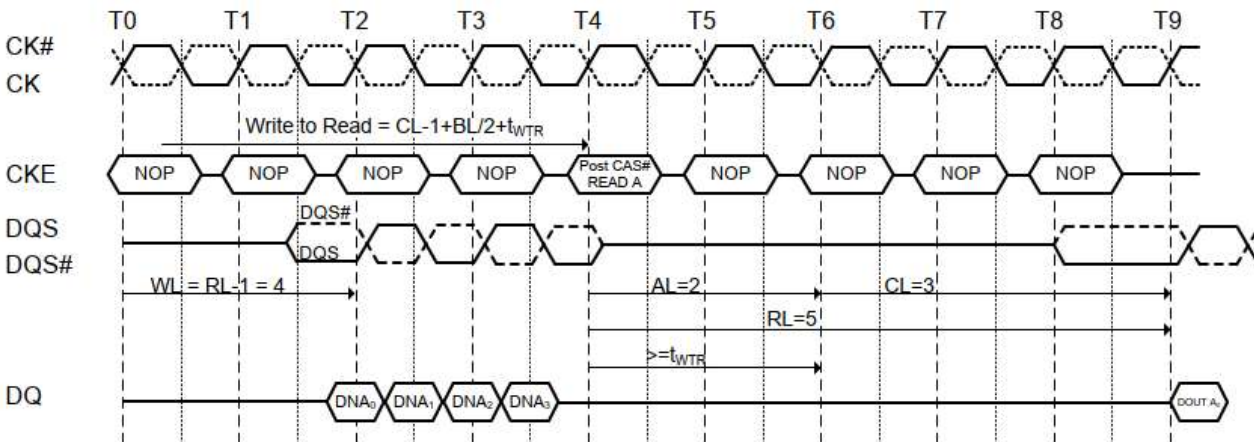 T0 T1 T2 T3 T4 T5 T6 T7 T8 T9
CK#
CK
Write to Read = CL-1+BL/2+tWTR
CKE NOP NOP NOP NOP Post CAS# READ A NOP NOP NOP NOP
DQS#
DQS
DQS
DQS#
WL = RL-1 = 4 AL=2 CL=3
RL=5
>=tWTR
DQ DNA0 DNA1 DNA2 DNA3 DOUT